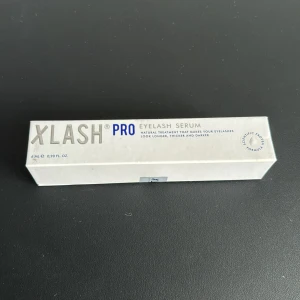 XLASH® PRO EYELASH SERUM
NATURAL TREATMENT THAT MAKES YOUR EYELASHES
LOOK LONGER, THICKER AND DARKER